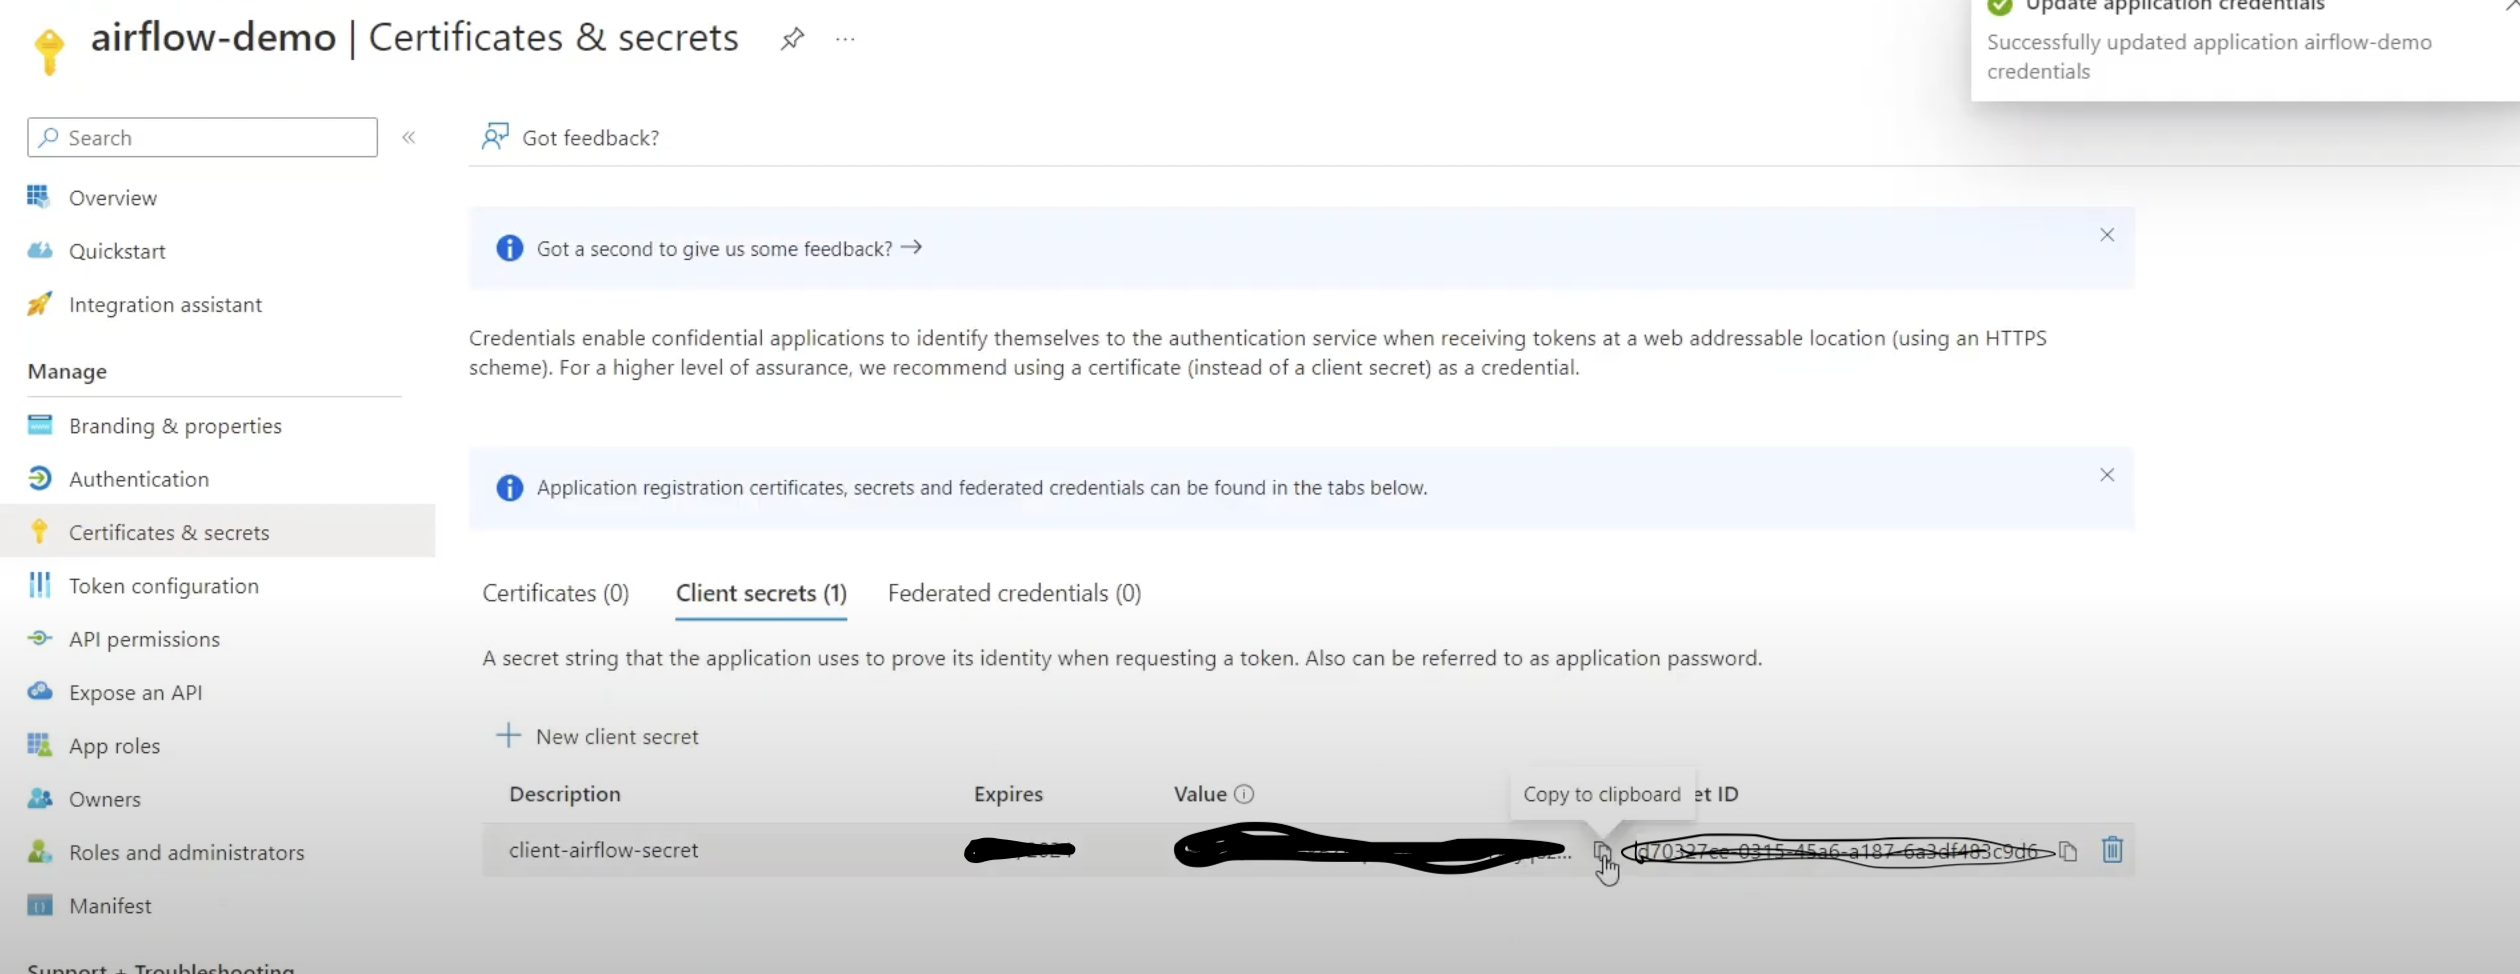 airflow-demo | Certificates & secrets ...
Update application credentials
Successfully updated application airflow-demo
credentials
Search «
Got feedback?
Overview
Quickstart
Integration assistant
Manage
Branding & properties
Authentication
Certificates & secrets
Token configuration
API permissions
Expose an API
App roles
Owners
Roles and administrators
Manifest
Support + Troubleshooting
Got a second to give us some feedback? →
Credentials enable confidential applications to identify themselves to the authentication service when receiving tokens at a web addressable location (using an HTTPS
scheme). For a higher level of assurance, we recommend using a certificate (instead of a client secret) as a credential.
Application registration certificates, secrets and federated credentials can be found in the tabs below.
Certificates (0) Client secrets (1) Federated credentials (0)
A secret string that the application uses to prove its identity when requesting a token. Also can be referred to as application password.
+ New client secret
Description Expires Value Copy to clipboard et ID
client-airflow-secret